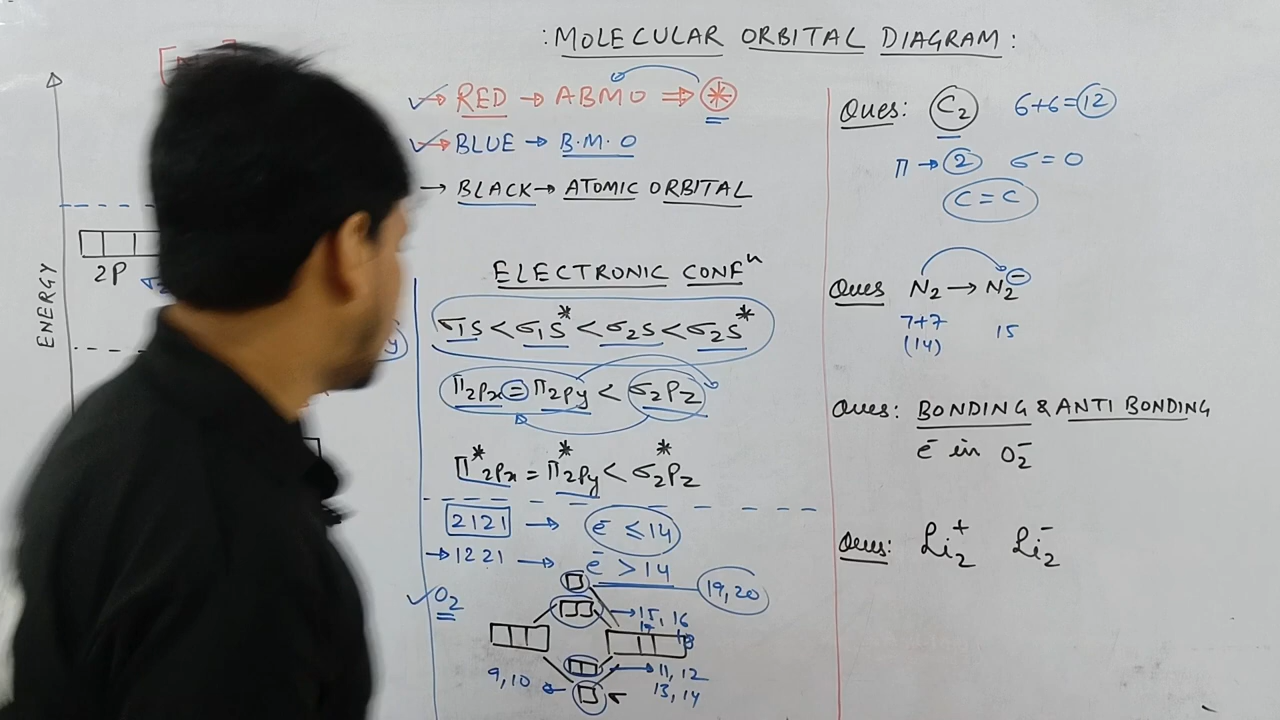 : MOLECULAR ORBITAL DIAGRAM :
→ RED → ABMO ⇒ *
→ BLUE → B.M.O
→ BLACK → ATOMIC ORBITAL
ENERGY
2P
y
ELECTRONIC CONFⁿ
σ1s < σ1s* < σ2s < σ2s*
π2px = π2py < σ2pz
π*2px = π*2py < σ*2pz
2121 → e⁻ ≤ 14
→ 1221 → e⁻ > 14
19, 20
✓ O₂
→ 15, 16
17 18
→ 11, 12
13, 14
9, 10 ← σ
Ques: C₂ 6+6=12
π → 2 σ = 0
C = C
Ques N₂ → N₂⁻
7+7 15
(14)
Ques: BONDING & ANTI BONDING
e⁻ in O₂⁻
Ques: Li₂⁺ Li₂⁻